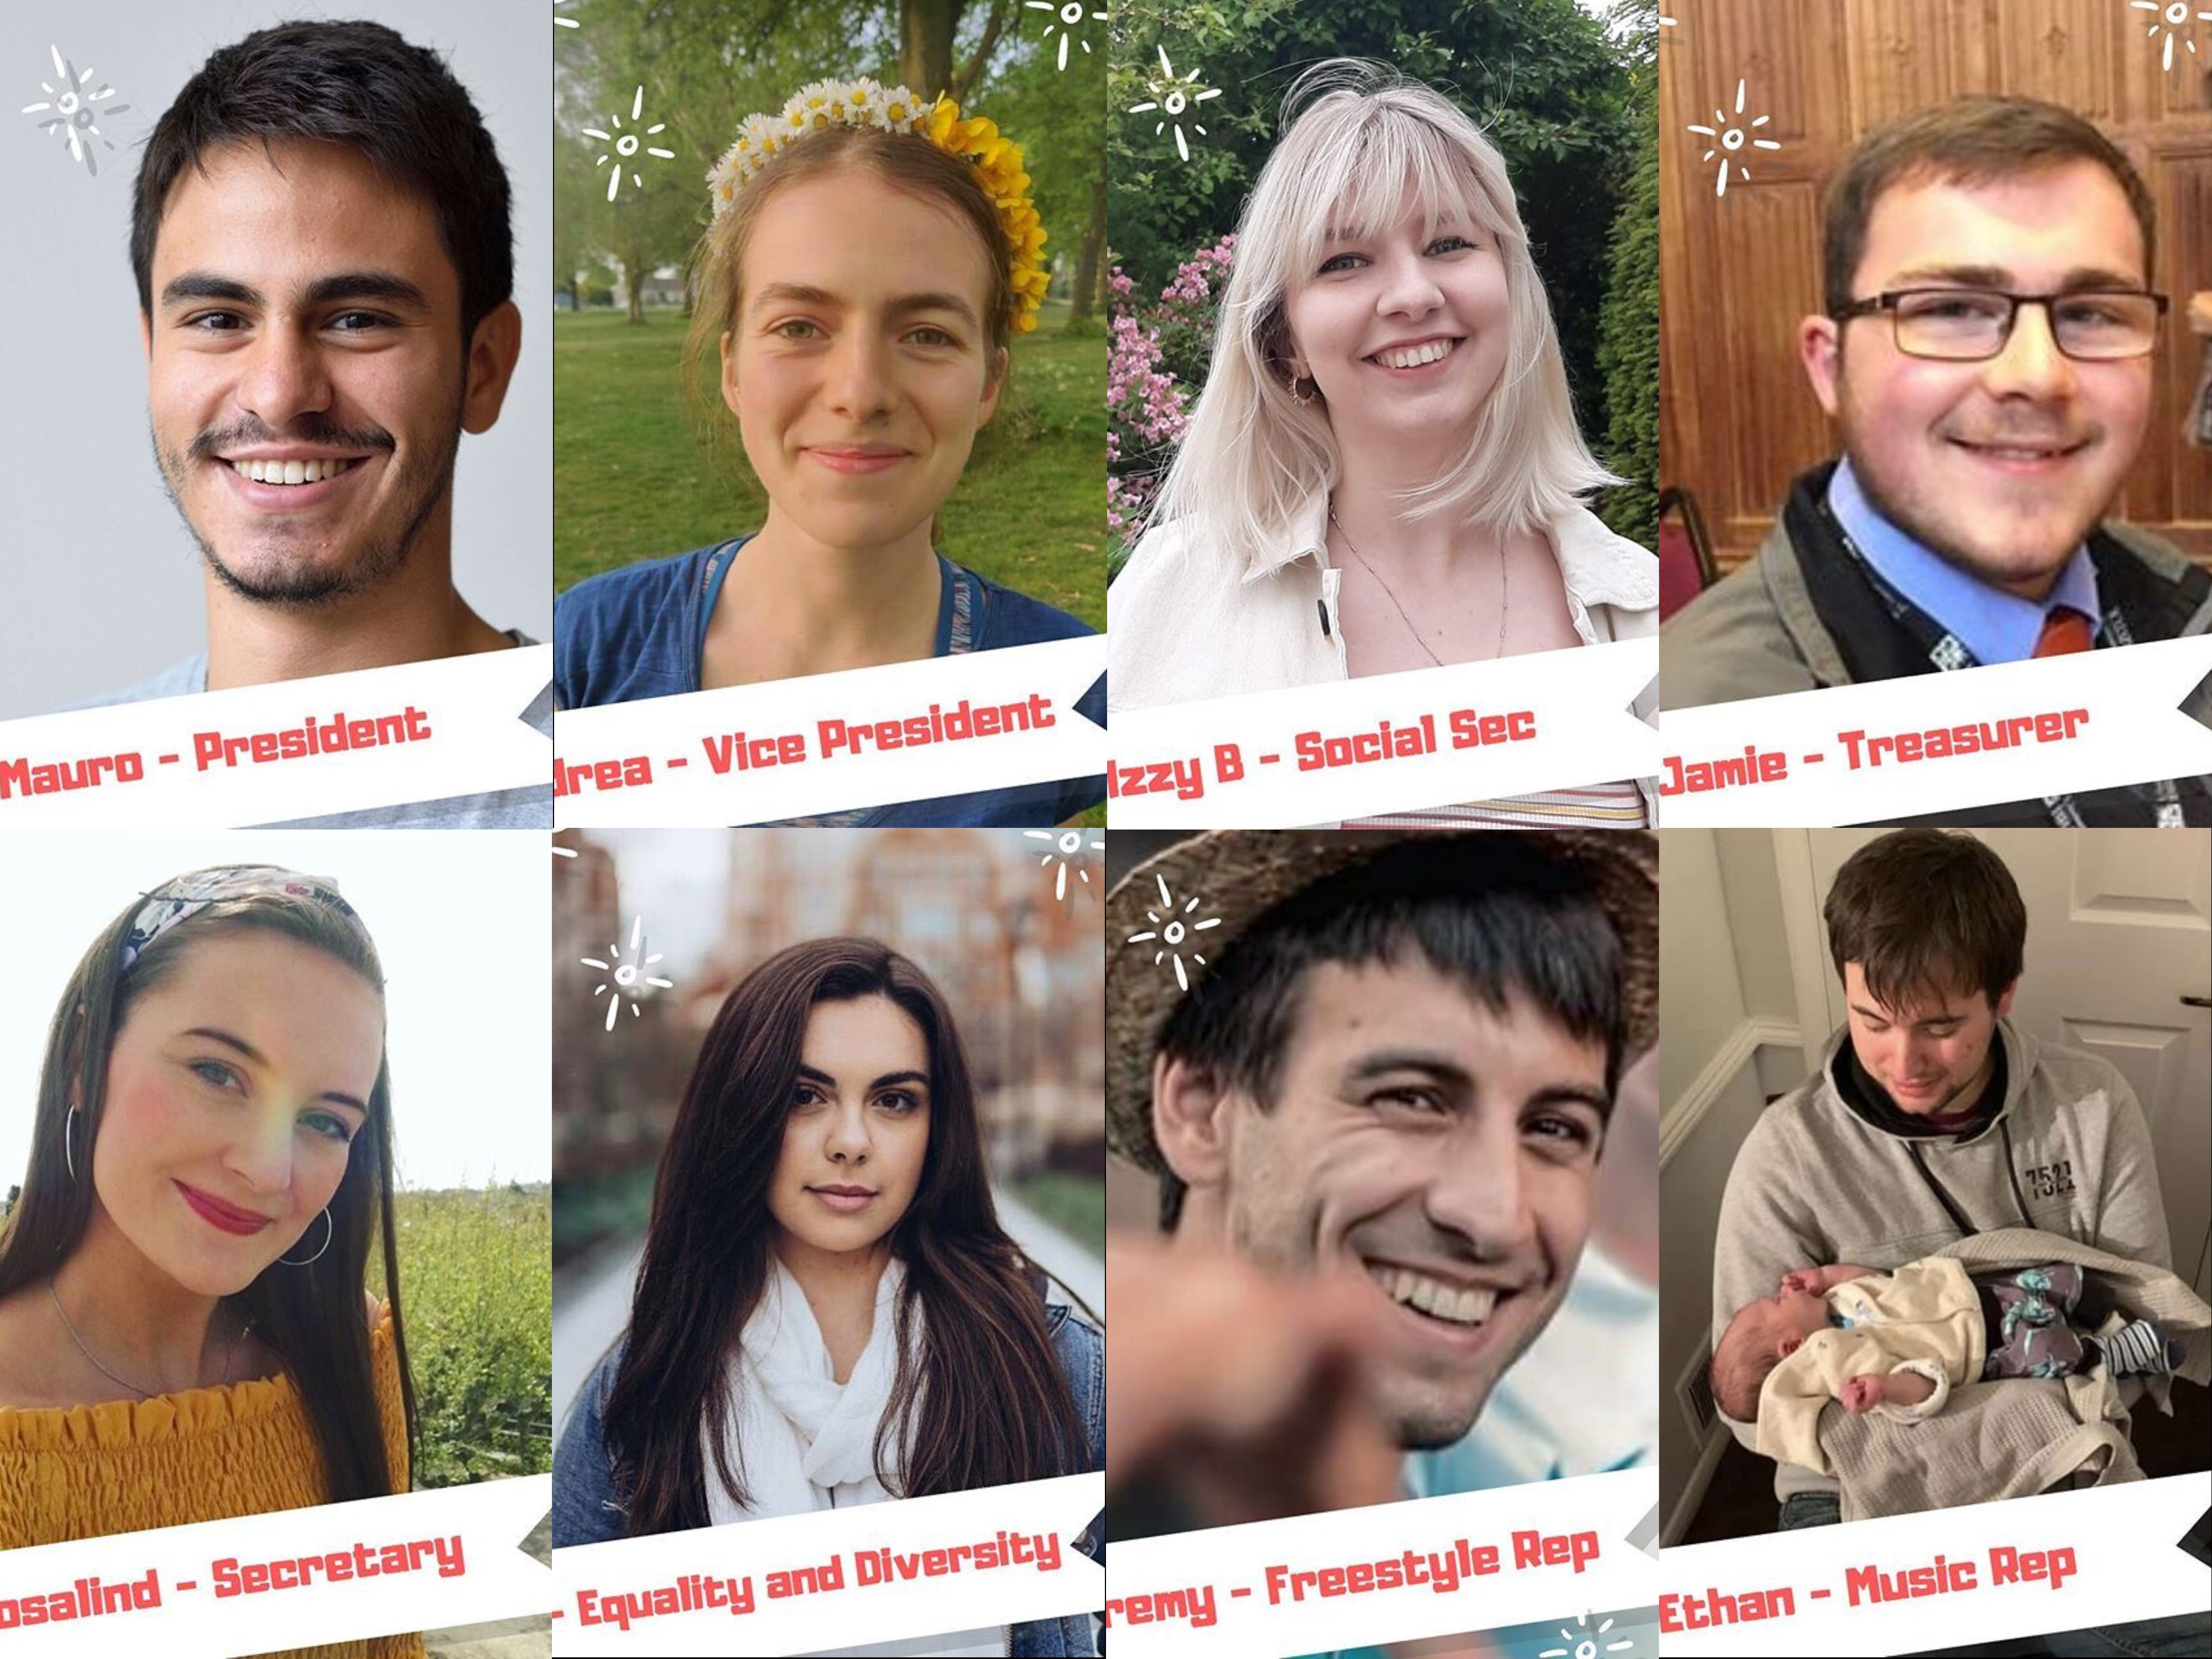 Mauro - President
drea - Vice President
Izzy B - Social Sec
Jamie - Treasurer
osalind - Secretary
- Equality and Diversity
remy - Freestyle Rep
Ethan - Music Rep